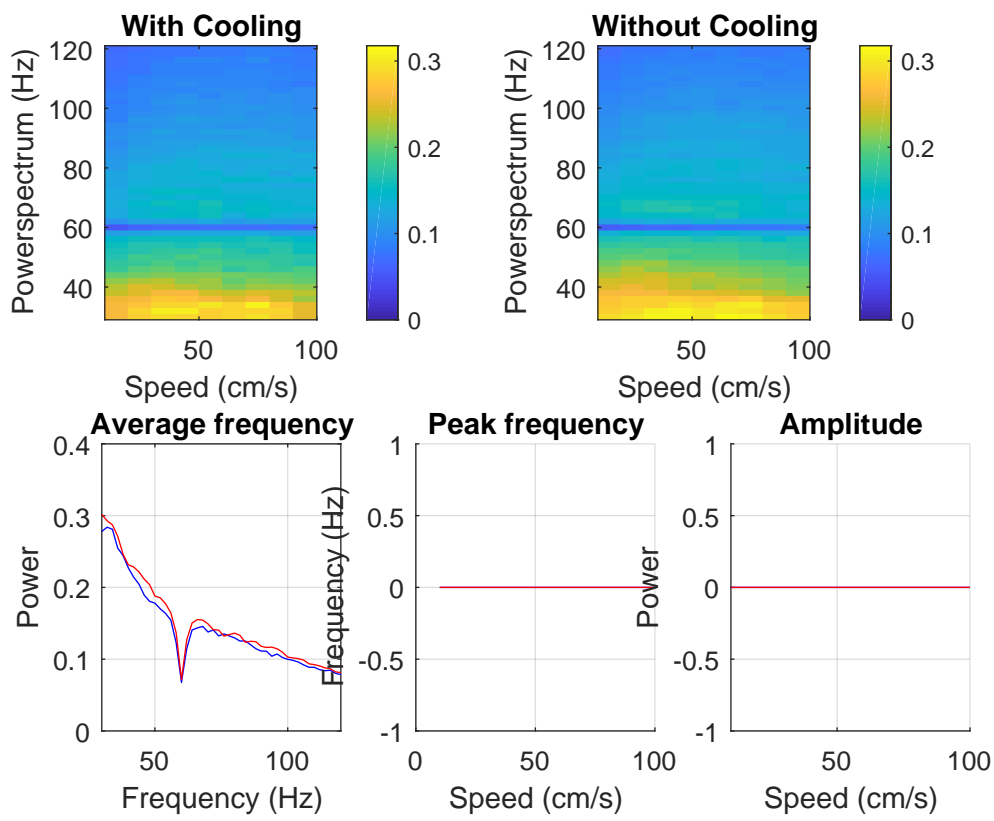 With Cooling
Powerspectrum (Hz)
120
100
80
60
40
50
100
Speed (cm/s)
0.3
0.2
0.1
0
Without Cooling
Powerspectrum (Hz)
120
100
80
60
40
50
100
Speed (cm/s)
0.3
0.2
0.1
0
Average frequency
Power
0.4
0.3
0.2
0.1
0
50
100
Frequency (Hz)
Peak frequency
Frequency (Hz)
1
0.5
0
-0.5
-1
0
50
100
Speed (cm/s)
Amplitude
Power
1
0.5
0
-0.5
-1
50
100
Speed (cm/s)